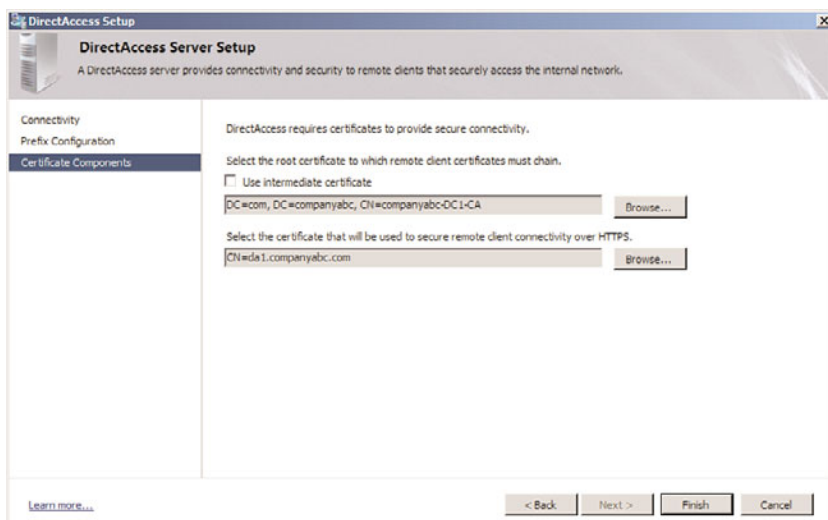 DirectAccess Setup
DirectAccess Server Setup
A DirectAccess server provides connectivity and security to remote clients that securely access the internal network.
Connectivity
Prefix Configuration
Certificate Components
DirectAccess requires certificates to provide secure connectivity.
Select the root certificate to which remote client certificates must chain.
Use intermediate certificate
DC=com, DC=companyabc, CN=companyabc-DC1-CA
Browse...
Select the certificate that will be used to secure remote client connectivity over HTTPS.
CN=da1.companyabc.com
Browse...
Learn more...
< Back
Next >
Finish
Cancel